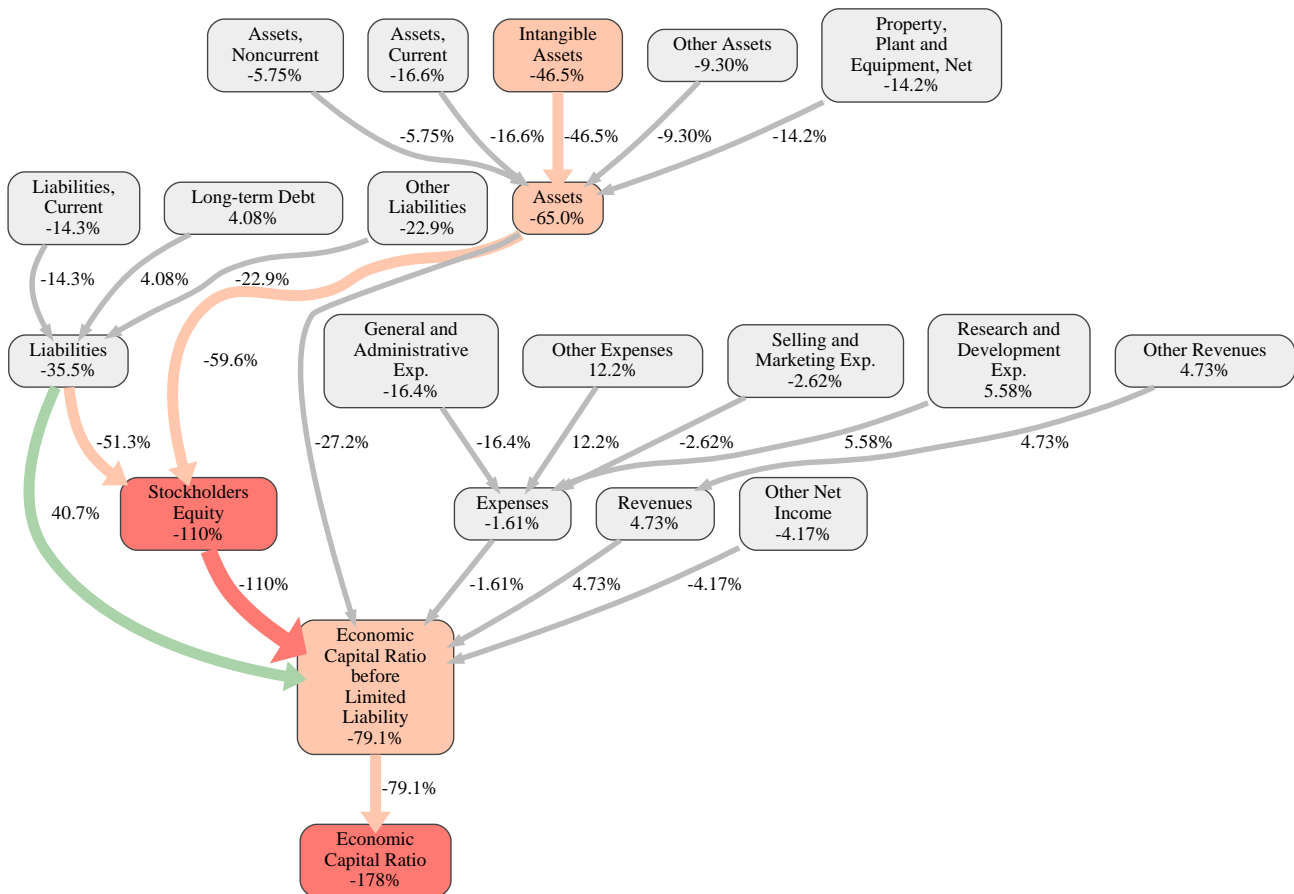 Assets,
Noncurrent
-5.75%
Assets,
Current
-16.6%
Intangible
Assets
-46.5%
Other Assets
-9.30%
Property,
Plant and
Equipment, Net
-14.2%
-5.75%
-16.6%
-46.5%
-9.30%
-14.2%
Liabilities,
Current
-14.3%
Long-term Debt
4.08%
Other
Liabilities
-22.9%
Assets
-65.0%
-14.3%
4.08%
-22.9%
Liabilities
-35.5%
-59.6%
General and
Administrative
Exp.
-16.4%
Other Expenses
12.2%
Selling and
Marketing Exp.
-2.62%
Research and
Development
Exp.
5.58%
Other Revenues
4.73%
-51.3%
-27.2%
-16.4%
12.2%
-2.62%
5.58%
4.73%
40.7%
Stockholders
Equity
-110%
Expenses
-1.61%
Revenues
4.73%
Other Net
Income
-4.17%
-110%
-1.61%
4.73%
-4.17%
Economic
Capital Ratio
before
Limited
Liability
-79.1%
-79.1%
Economic
Capital Ratio
-178%